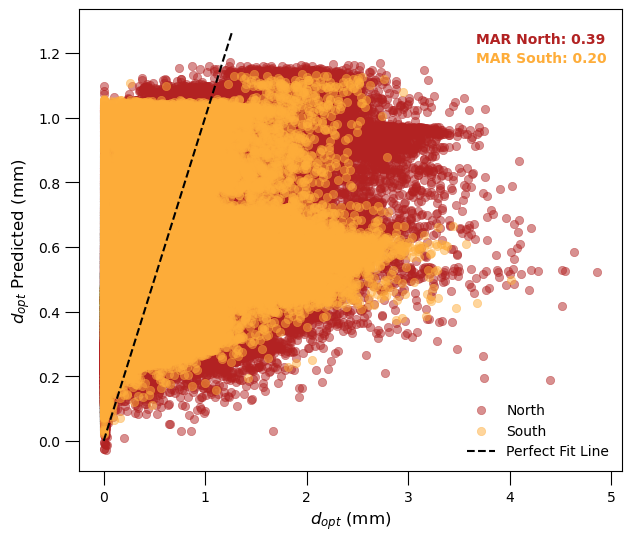 MAR North: 0.39
MAR South: 0.20
1.2
1.0
0.8
0.6
0.4
0.2
0.0
d_opt Predicted (mm)
North
South
Perfect Fit Line
0 1 2 3 4 5
d_opt (mm)